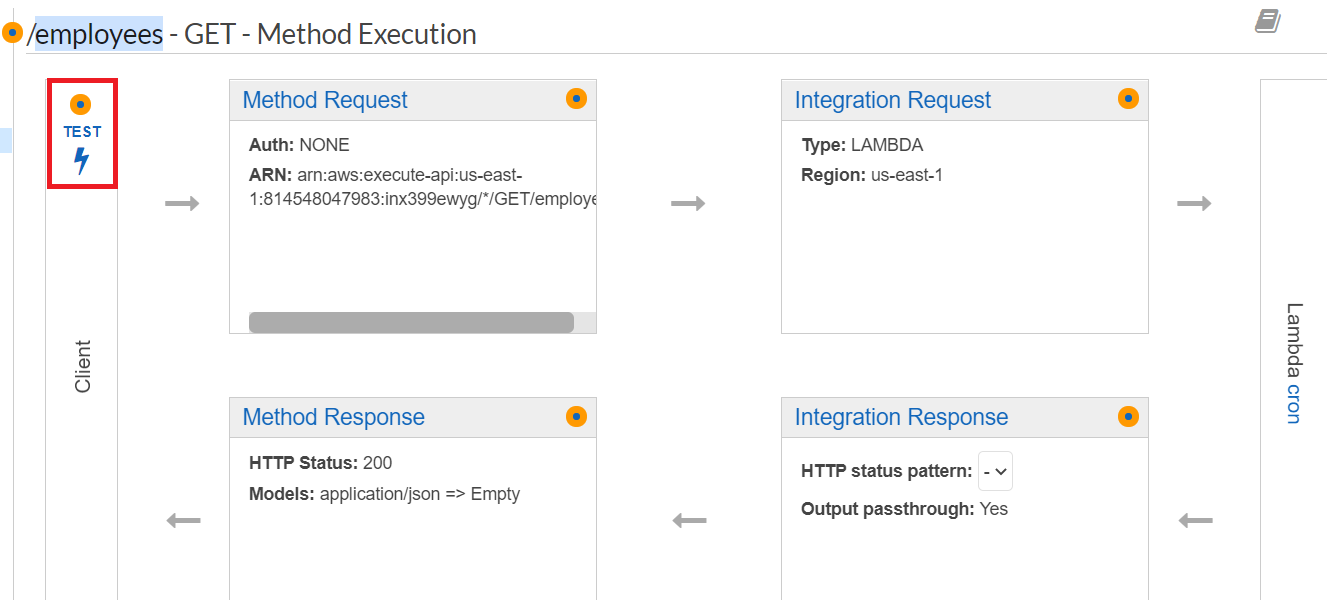 /employees - GET - Method Execution
TEST
Client
Method Request
Auth: NONE
ARN: arn:aws:execute-api:us-east-
1:814548047983:inx399ewyg/*/GET/employe
Integration Request
Type: LAMBDA
Region: us-east-1
Lambda cron
Method Response
HTTP Status: 200
Models: application/json => Empty
Integration Response
HTTP status pattern: -
Output passthrough: Yes